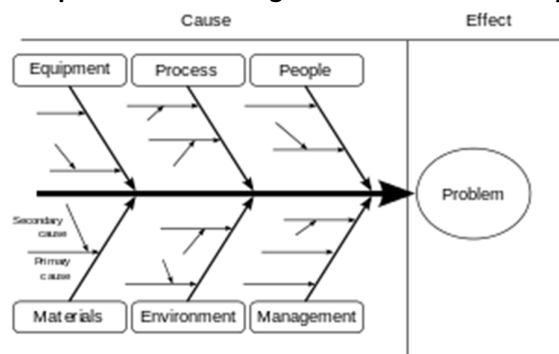 Cause
Effect
Equipment
Process
People
Problem
Secondary
cause
Primary
cause
Materials
Environment
Management